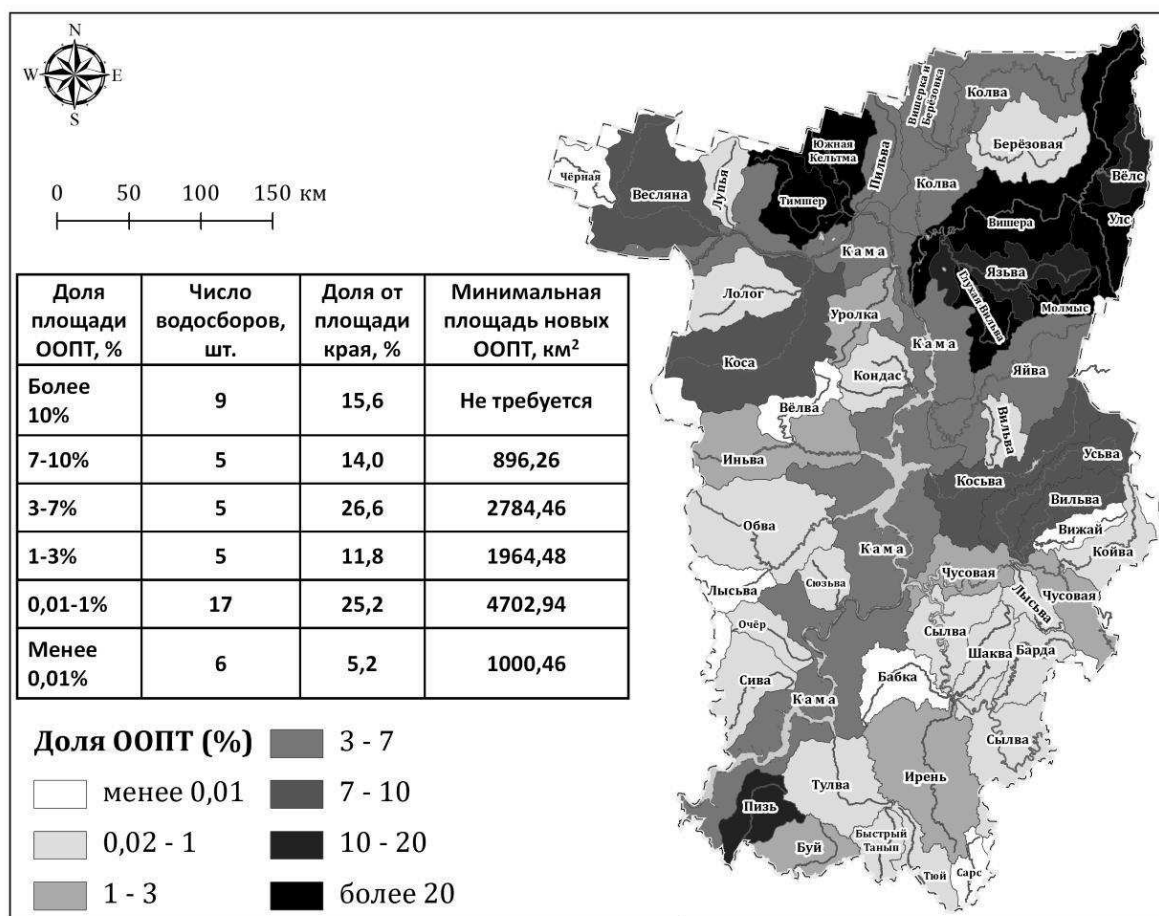 N
W E
S
0 50 100 150 км
Доля площади ООПТ, %
Число водосборов, шт.
Доля от площади края, %
Минимальная площадь новых ООПТ, км²
Более 10%
9
15,6
Не требуется
7-10%
5
14,0
896,26
3-7%
5
26,6
2784,46
1-3%
5
11,8
1964,48
0,01-1%
17
25,2
4702,94
Менее 0,01%
6
5,2
1000,46
Доля ООПТ (%)
менее 0,01
0,02 - 1
1 - 3
3 - 7
7 - 10
10 - 20
более 20
Вишерка и Берёзовка
Колва
Берёзовая
Южная Кельтма
Пильва
Чёрная
Весляна
Лупья
Тимшер
Колва
Вёлс
Вишера
Улс
Кама
Язьва
Лолог
Глухая Вильва
Молмыс
Уролка
Кама
Коса
Кондас
Яйва
Вёлва
Вильва
Иньва
Косьва
Усьва
Вильва
Обва
Вижай
Кама
Койва
Сюзьва
Чусовая
Лысьва
Лысьва
Чусовая
Очёр
Сылва
Шаква
Барда
Сива
Бабка
Кама
Сылва
Тулва
Ирень
Пизь
Буй
Быстрый Танып
Тюй
Сарс